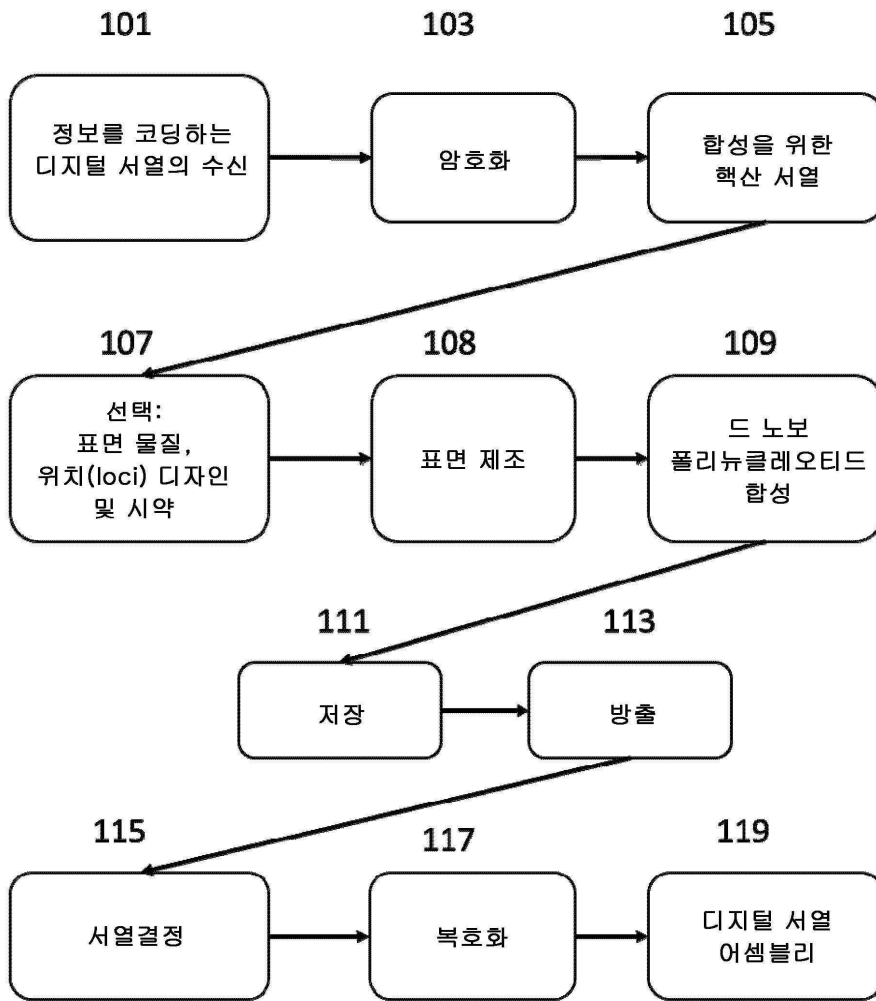 101
103
105
정보를 코딩하는
디지털 서열의 수신
암호화
합성을 위한
핵산 서열
107
108
109
선택:
표면 물질,
위치(loci) 디자인
및 시약
표면 제조
드 노보
폴리뉴클레오티드
합성
111
113
저장
방출
115
117
119
서열결정
복호화
디지털 서열
어셈블리